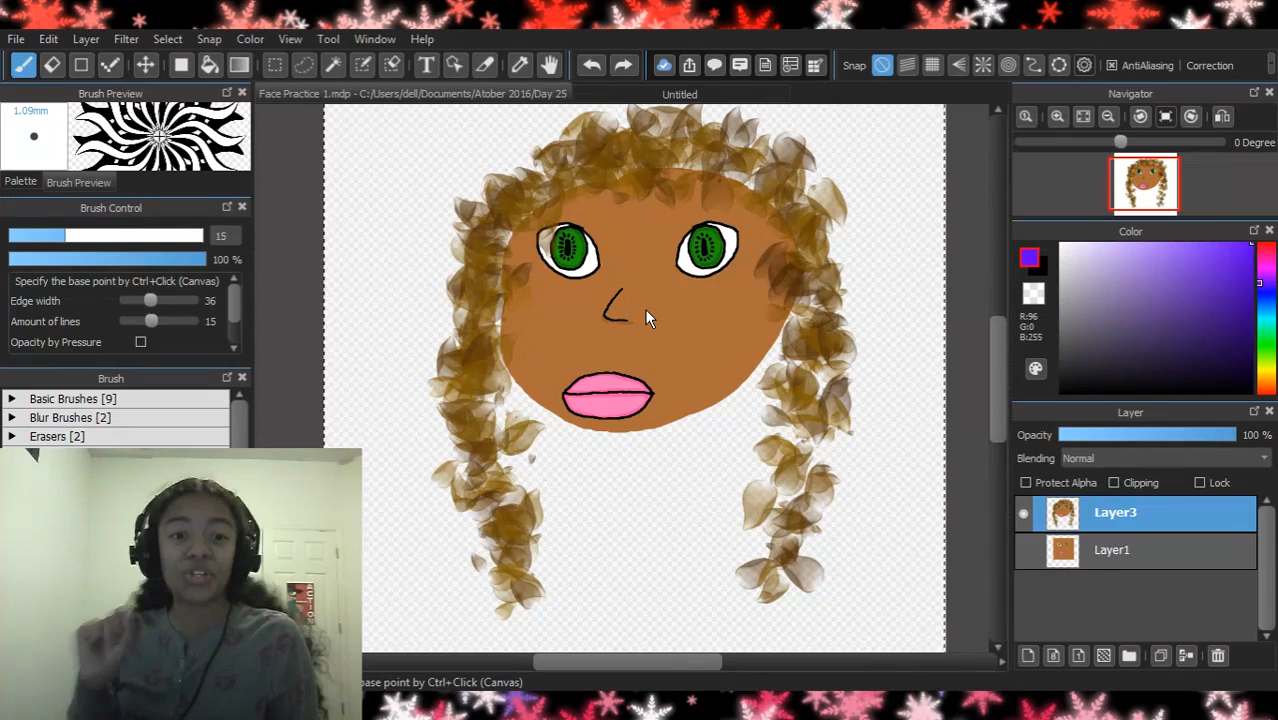 File Edit Layer Filter Select Snap Color View Tool Window Help
Snap AntiAliasing Correction
Brush Preview
Face Practice 1.mdp - C:/Users/dell/Documents/Atober 2016/Day 25
Untitled
Navigator
1.09mm
0 Degree
Palette Brush Preview
Brush Control
15
100 %
Specify the base point by Ctrl+Click (Canvas)
Edge width 36
Amount of lines 15
Opacity by Pressure
Brush
Basic Brushes [9]
Blur Brushes [2]
Erasers [2]
Color
R:96
G:0
B:255
Layer
Opacity 100 %
Blending Normal
Protect Alpha Clipping Lock
Layer3
Layer1
base point by Ctrl+Click (Canvas)